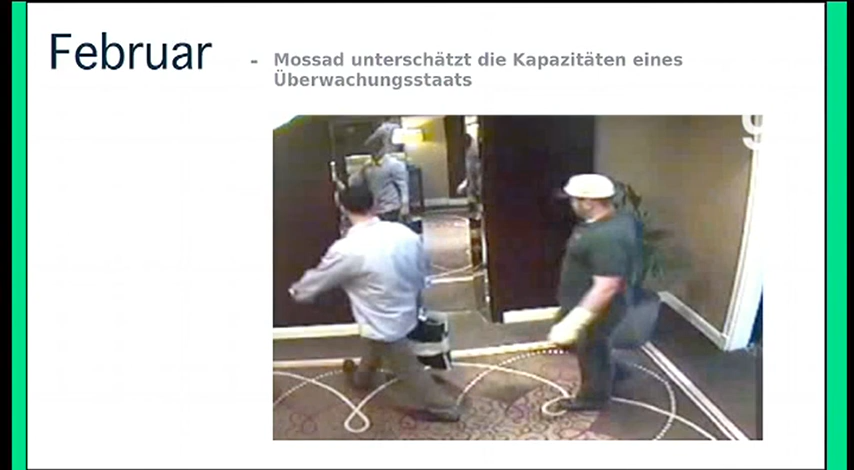 Februar
- Mossad unterschätzt die Kapazitäten eines
Überwachungsstaats